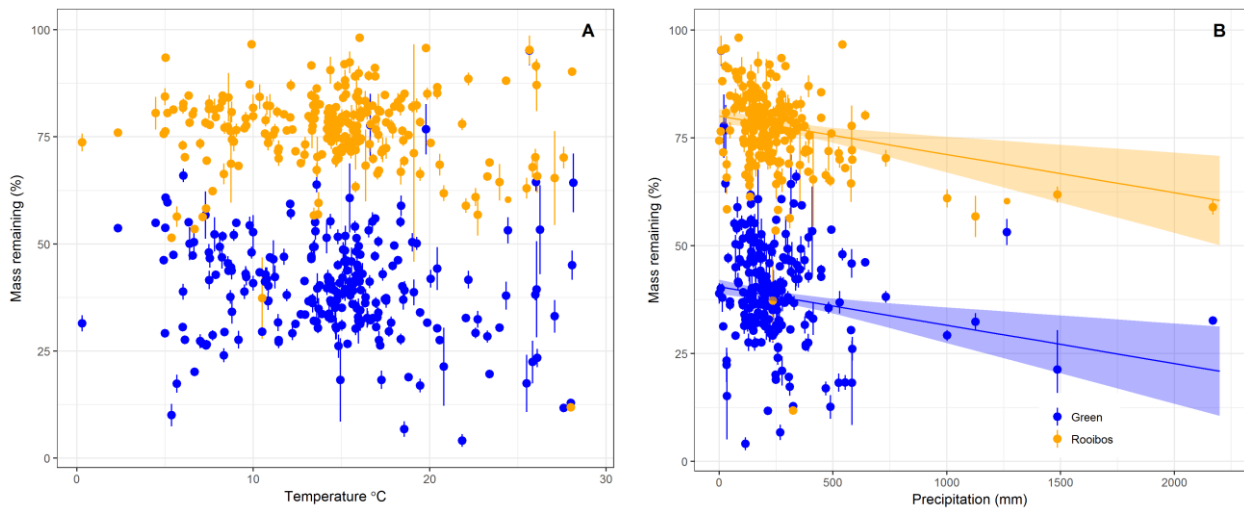 A
Mass remaining (%)
100
75
50
25
0
0 10 20 30
Temperature °C
B
Mass remaining (%)
100
75
50
25
0
0 500 1000 1500 2000
Precipitation (mm)
Green
Rooibos